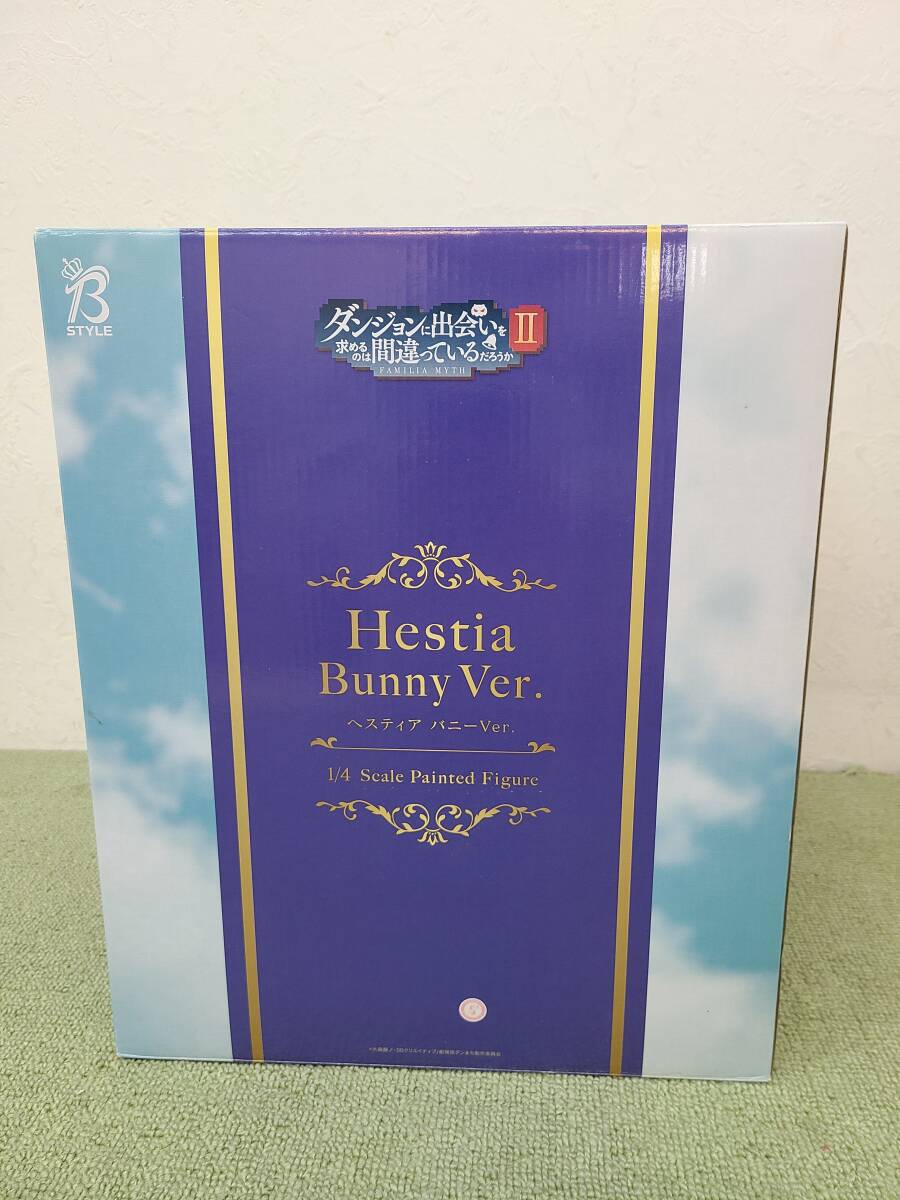 B
STYLE
ダンジョンに出会いを
求めるのは間違っているだろうか
II
FAMILIA MYTH
Hestia
Bunny Ver.
ヘスティア バニーVer.
1/4 Scale Painted Figure